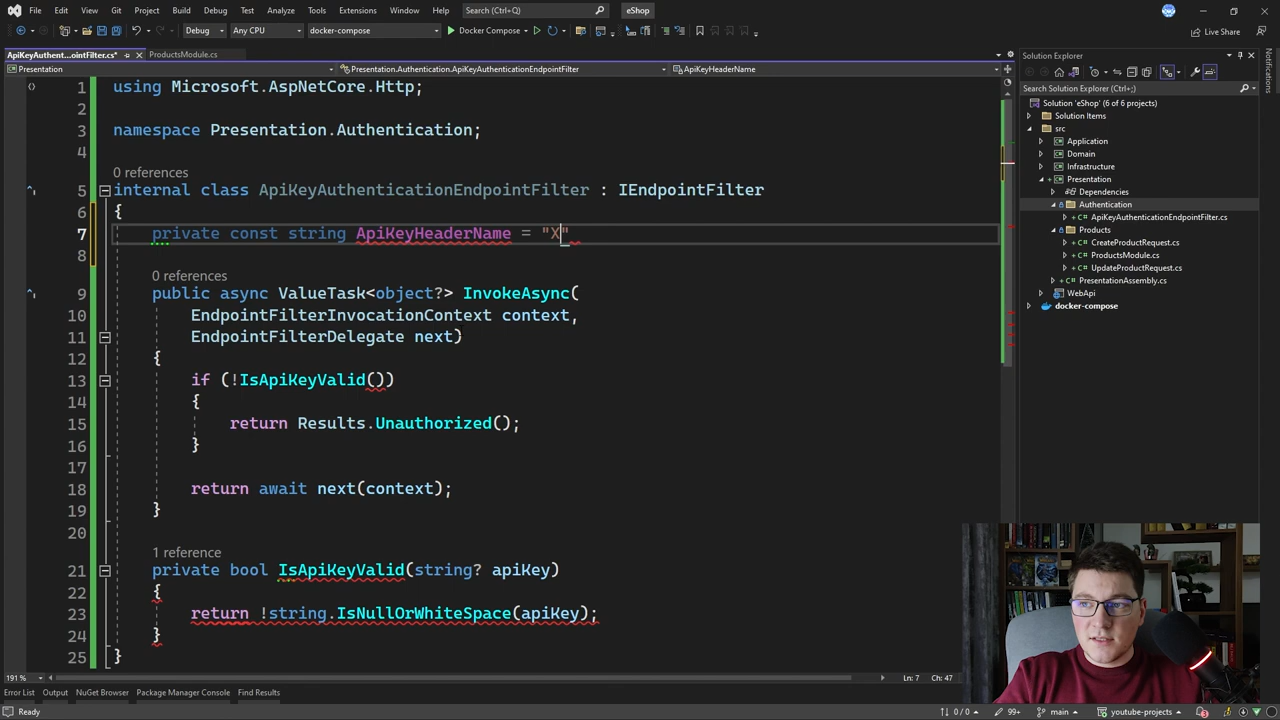 File Edit View Git Project Build Debug Test Analyze Tools Extensions Window Help Search (Ctrl+Q) eShop
Debug Any CPU docker-compose Docker Compose Live Share
ApiKeyAuthent...ointFilter.cs* ProductsModule.cs
Presentation Presentation.Authentication.ApiKeyAuthenticationEndpointFilter ApiKeyHeaderName
1 using Microsoft.AspNetCore.Http;
2
3 namespace Presentation.Authentication;
4
0 references
5 internal class ApiKeyAuthenticationEndpointFilter : IEndpointFilter
6 {
7 private const string ApiKeyHeaderName = "X"
8
0 references
9 public async ValueTask<object?> InvokeAsync(
10 EndpointFilterInvocationContext context,
11 EndpointFilterDelegate next)
12 {
13 if (!IsApiKeyValid())
14 {
15 return Results.Unauthorized();
16 }
17
18 return await next(context);
19 }
20
1 reference
21 private bool IsApiKeyValid(string? apiKey)
22 {
23 return !string.IsNullOrWhiteSpace(apiKey);
24 }
25 }
191 % Ln: 7 Ch: 47
Error List Output NuGet Browser Package Manager Console Find Results
Ready 0 / 0 99+ main youtube-projects
Solution Explorer
Search Solution Explorer (Ctrl+;)
Solution 'eShop' (6 of 6 projects)
Solution Items
src
Application
Domain
Infrastructure
Presentation
Dependencies
Authentication
ApiKeyAuthenticationEndpointFilter.cs
Products
CreateProductRequest.cs
ProductsModule.cs
UpdateProductRequest.cs
PresentationAssembly.cs
WebApi
docker-compose
Notifications